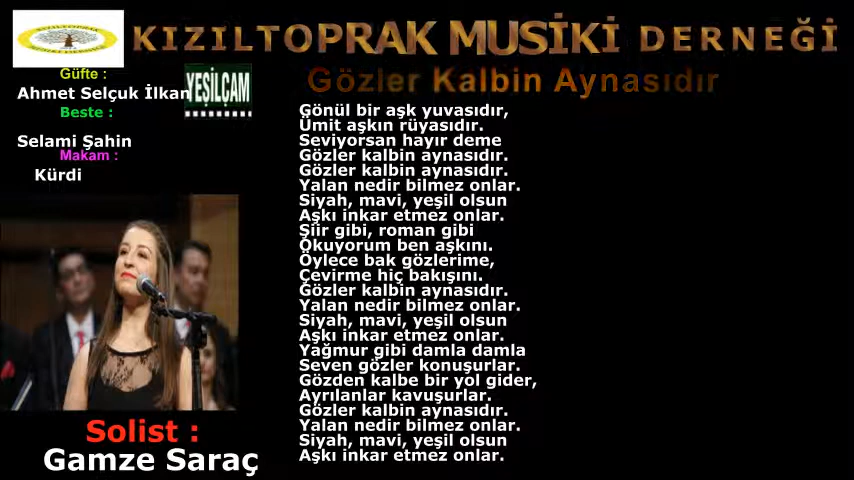 KIZILTOPRAK MUSİKİ DERNEĞİ
Güfte :
Ahmet Selçuk İlkan
Beste :
Selami Şahin
Makam :
Kürdi
YEŞİLÇAM
Gözler Kalbin Aynasıdır
Gönül bir aşk yuvasıdır,
Ümit aşkın rüyasıdır.
Seviyorsan hayır deme
Gözler kalbin aynasıdır.
Gözler kalbin aynasıdır.
Yalan nedir bilmez onlar.
Siyah, mavi, yeşil olsun
Aşkı inkar etmez onlar.
Şiir gibi, roman gibi
Okuyorum ben aşkını.
Öylece bak gözlerime,
Çevirme hiç bakışını.
Gözler kalbin aynasıdır.
Yalan nedir bilmez onlar.
Siyah, mavi, yeşil olsun
Aşkı inkar etmez onlar.
Yağmur gibi damla damla
Seven gözler konuşurlar.
Gözden kalbe bir yol gider,
Ayrılanlar kavuşurlar.
Gözler kalbin aynasıdır.
Yalan nedir bilmez onlar.
Siyah, mavi, yeşil olsun
Aşkı inkar etmez onlar.
Solist :
Gamze Saraç